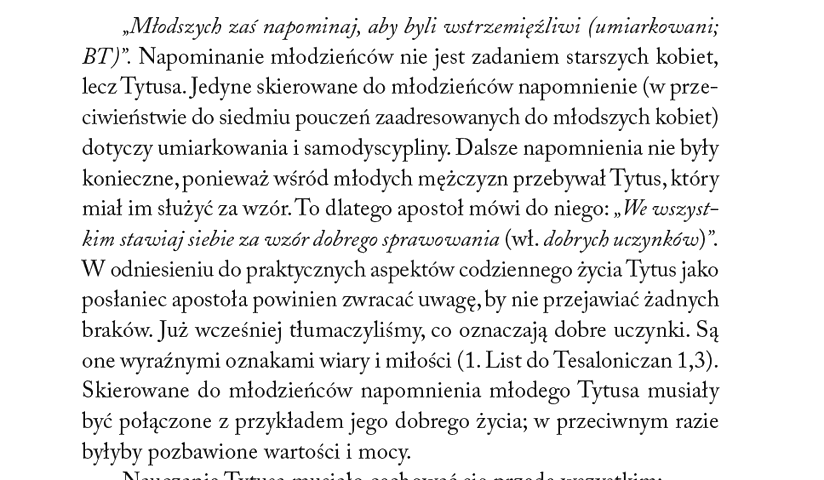 „Młodszych zaś napominaj, aby byli wstrzemięźliwi (umiarkowani;
BT)”. Napominanie młodzieńców nie jest zadaniem starszych kobiet,
lecz Tytusa. Jedyne skierowane do młodzieńców napomnienie (w prze-
ciwieństwie do siedmiu pouczeń zaadresowanych do młodszych kobiet)
dotyczy umiarkowania i samodyscypliny. Dalsze napomnienia nie były
konieczne, ponieważ wśród młodych mężczyzn przebywał Tytus, który
miał im służyć za wzór. To dlatego apostoł mówi do niego: „We wszyst-
kim stawiaj siebie za wzór dobrego sprawowania (wł. dobrych uczynków)”.
W odniesieniu do praktycznych aspektów codziennego życia Tytus jako
posłaniec apostoła powinien zwracać uwagę, by nie przejawiać żadnych
braków. Już wcześniej tłumaczyliśmy, co oznaczają dobre uczynki. Są
one wyraźnymi oznakami wiary i miłości (1. List do Tesaloniczan 1,3).
Skierowane do młodzieńców napomnienia młodego Tytusa musiały
być połączone z przykładem jego dobrego życia; w przeciwnym razie
byłyby pozbawione wartości i mocy.